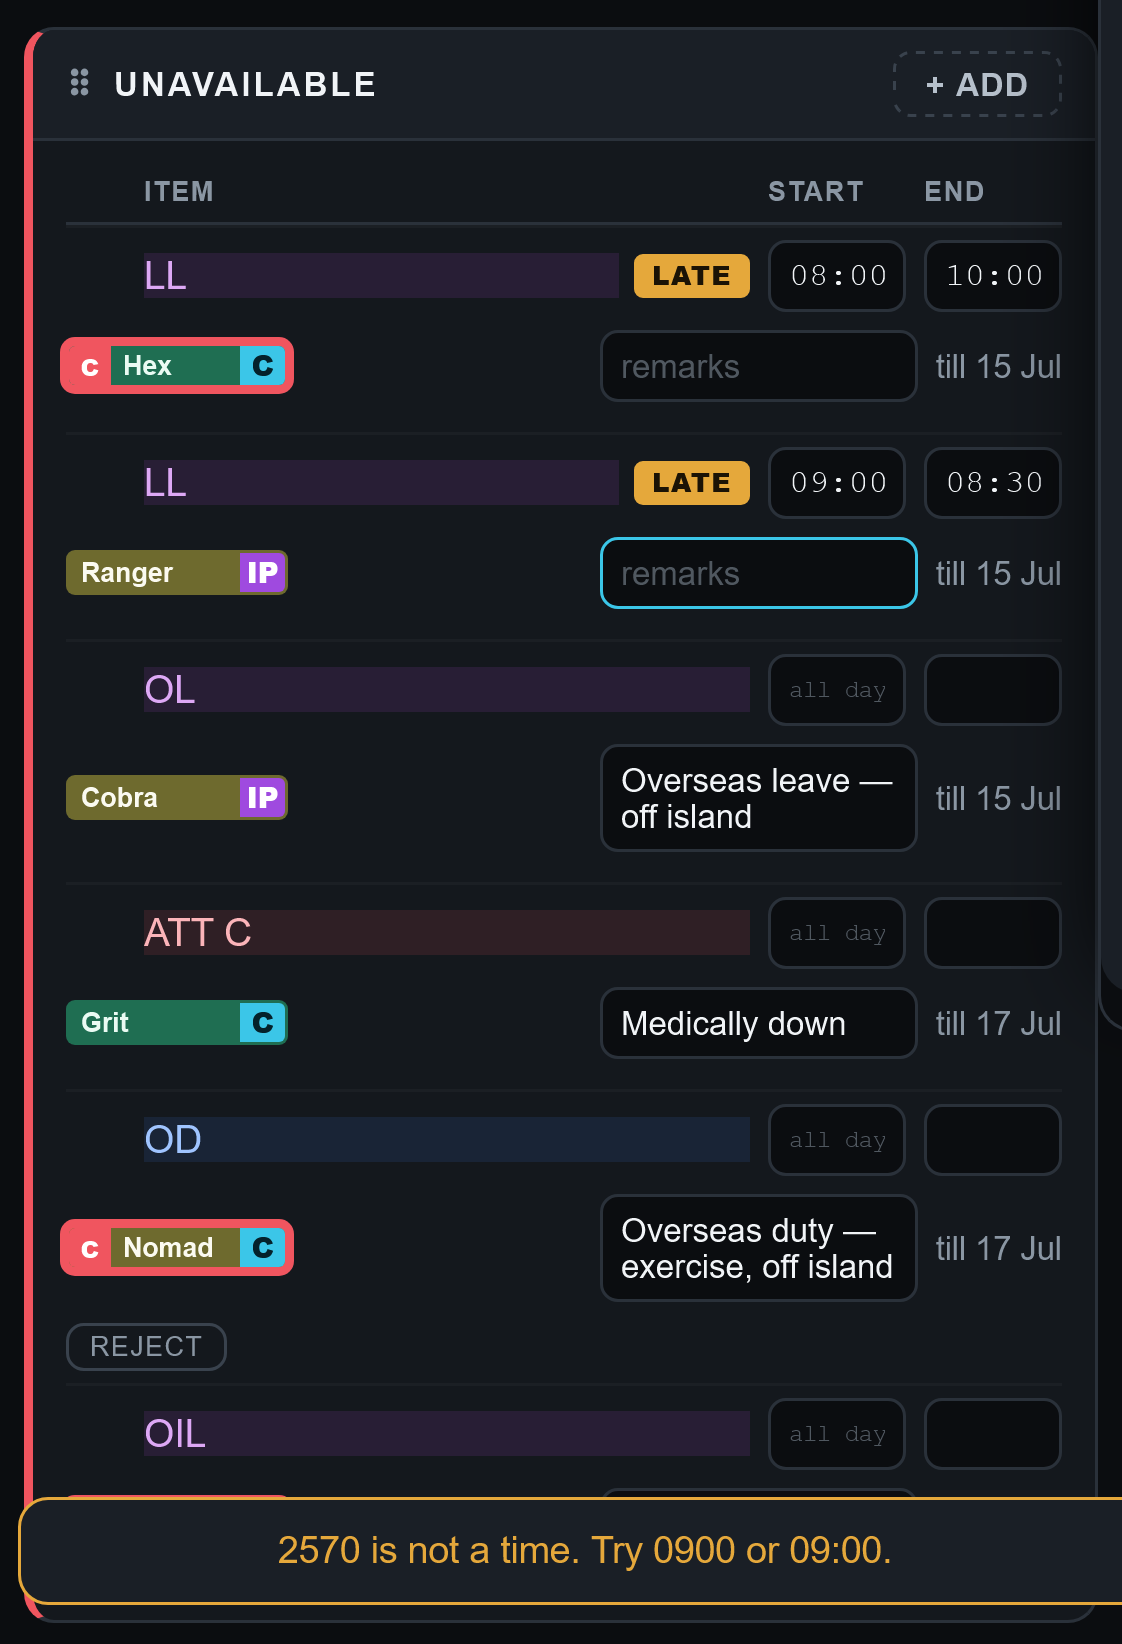 UNAVAILABLE
+ ADD
ITEM START END
LL LATE 08:00 10:00
c Hex C remarks till 15 Jul
LL LATE 09:00 08:30
Ranger IP remarks till 15 Jul
OL all day
Cobra IP Overseas leave — till 15 Jul
off island
ATT C all day
Grit C Medically down till 17 Jul
OD all day
c Nomad C Overseas duty — till 17 Jul
exercise, off island
REJECT
OIL all day
2570 is not a time. Try 0900 or 09:00.